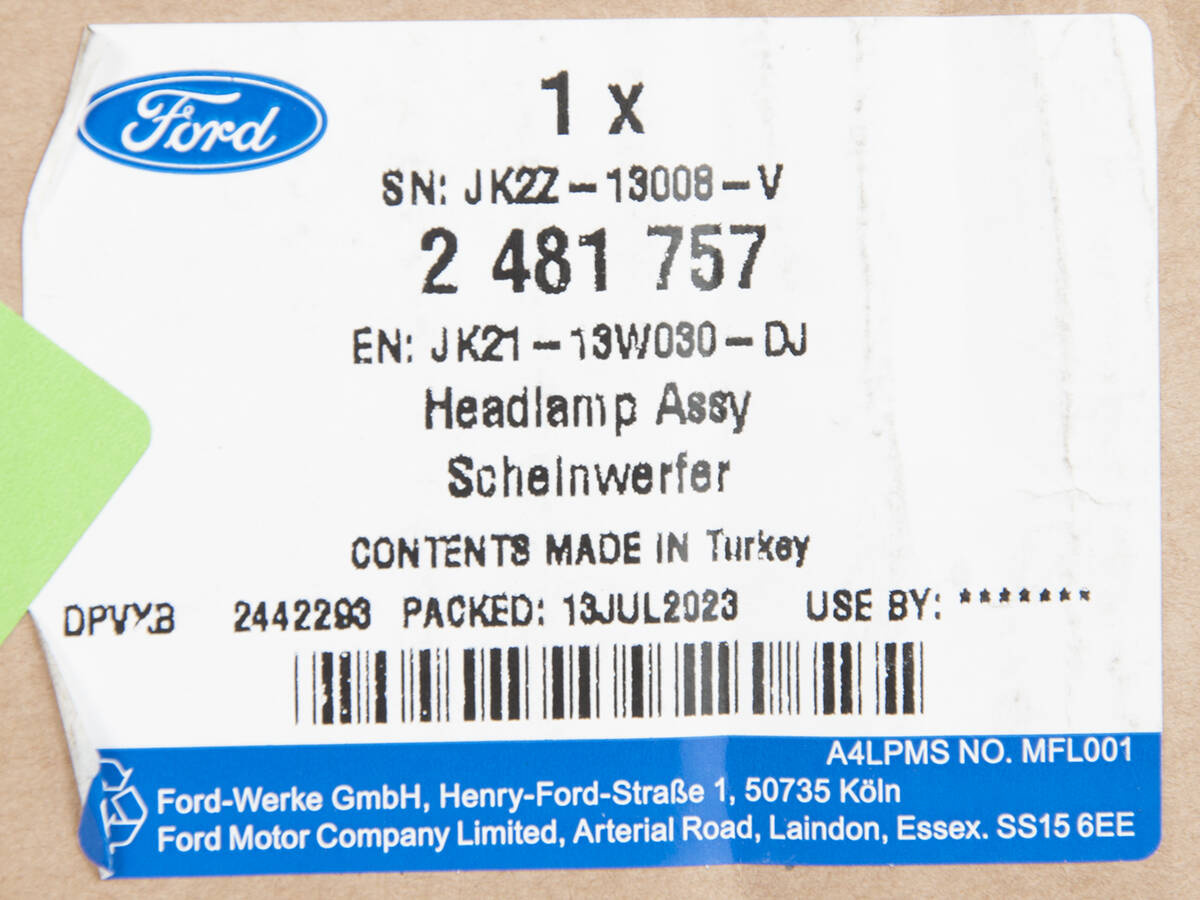 Ford
1 x
SN: JK2Z-13008-V
2 481 757
EN: JK21-13W030-DJ
Headlamp Assy
Scheinwerfer
CONTENTS MADE IN Turkey
DPVXB 2442293 PACKED: 13JUL2023 USE BY: *******
A4LPMS NO. MFL001
Ford-Werke GmbH, Henry-Ford-Straße 1, 50735 Köln
Ford Motor Company Limited, Arterial Road, Laindon, Essex. SS15 6EE